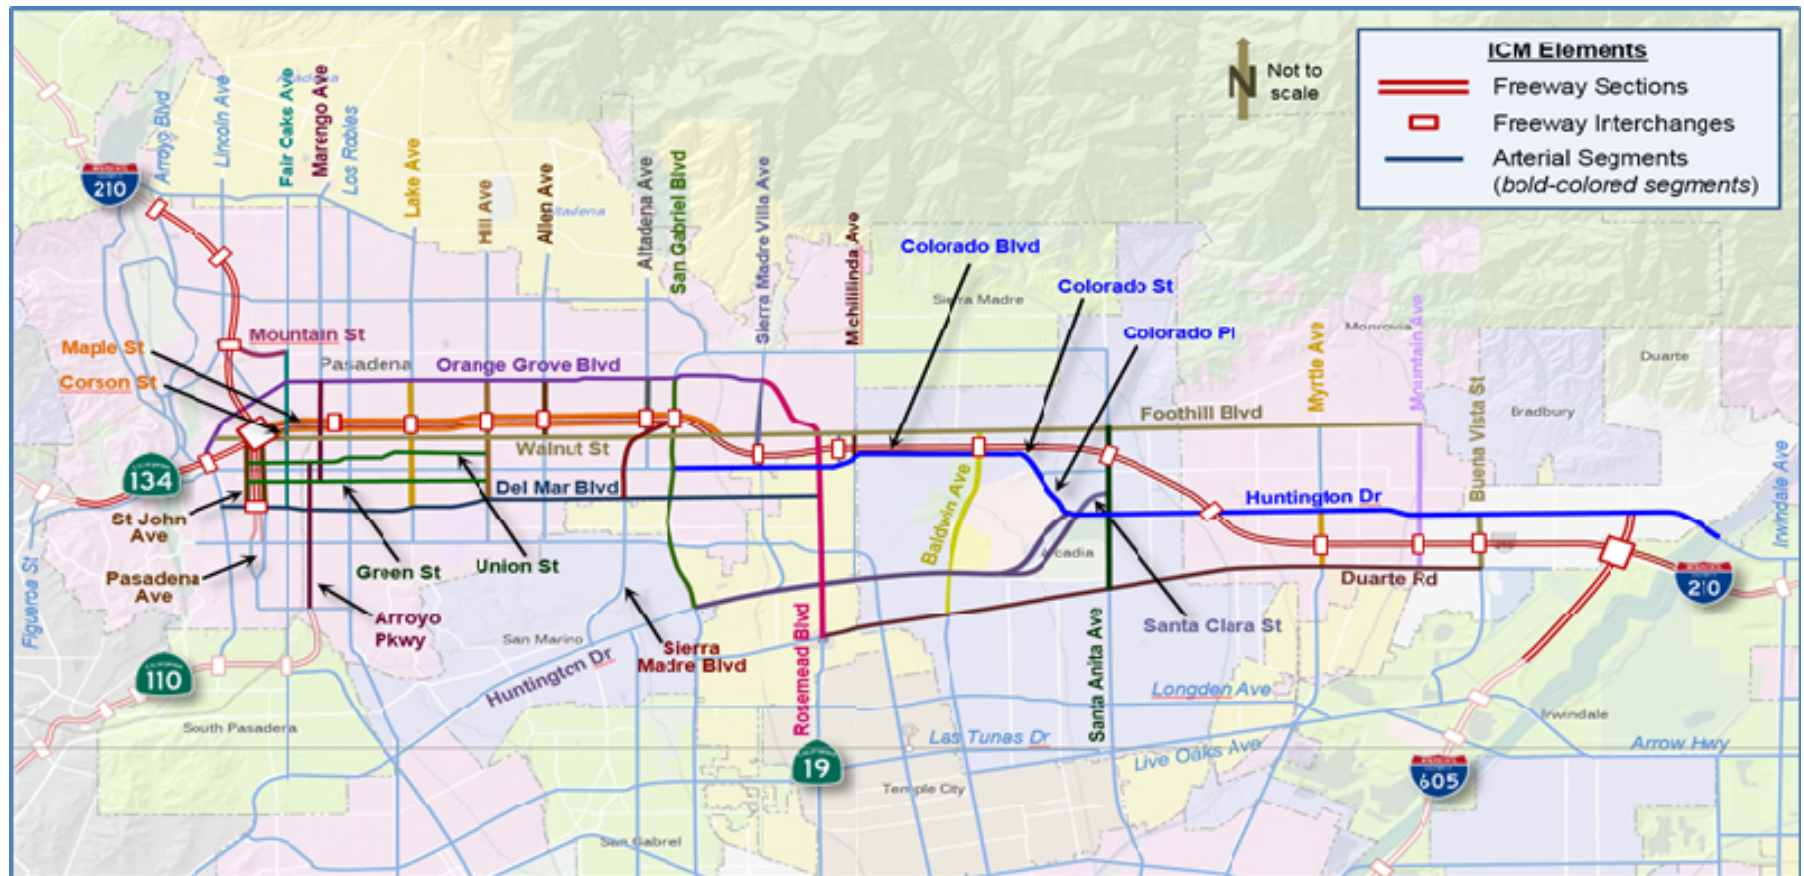 ICM Elements
Freeway Sections
Freeway Interchanges
Arterial Segments
(bold-colored segments)
N
Not to
scale
210
Arroyo Blvd
Lincoln Ave
Fair Oaks Ave
Marengo Ave
Los Robles
Altadena
Lake Ave
Hill Ave
Allen Ave
Altadena
Altadena Ave
San Gabriel Blvd
Sierra Madre Villa Ave
Michillinda Ave
Colorado Blvd
Colorado St
Colorado Pl
Sierra Madre
Monrovia
Duarte
Bradbury
Mountain St
Maple St
Corson St
Pasadena
Orange Grove Blvd
Foothill Blvd
Walnut St
Myrtle Ave
Mountain Ave
Buena Vista St
Irwindale Ave
134
Del Mar Blvd
Baldwin Ave
Huntington Dr
St John
Ave
Pasadena
Ave
Green St
Union St
Arcadia
Duarte Rd
210
210
Figueroa St
Arroyo
Pkwy
San Marino
Sierra
Madre Blvd
Huntington Dr
Rosemead Blvd
Santa Anita Ave
Santa Clara St
110
South Pasadena
Longden Ave
Las Tunas Dr
Live Oaks Ave
Irwindale
Arrow Hwy
19
605
Temple City
San Gabriel